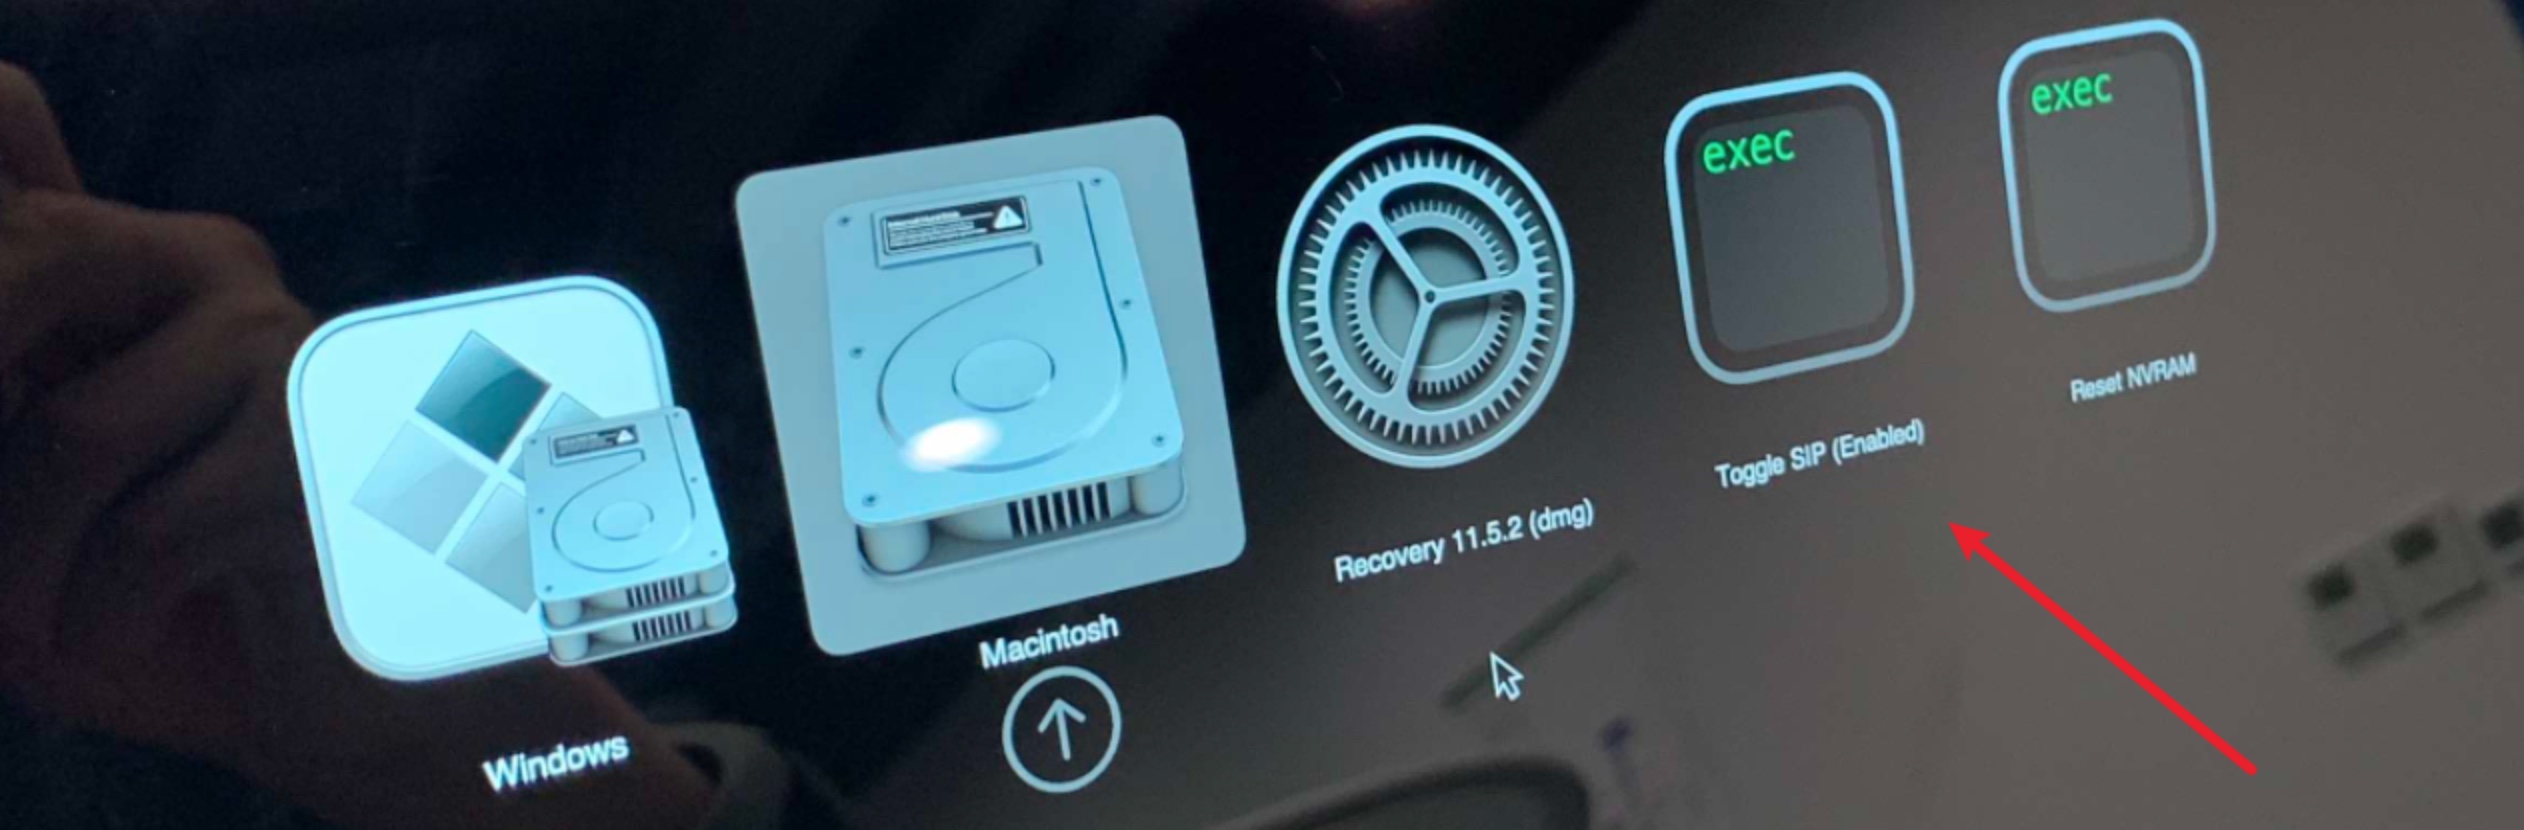 Windows
Macintosh
Recovery 11.5.2 (dmg)
exec
Toggle SIP (Enabled)
exec
Reset NVRAM